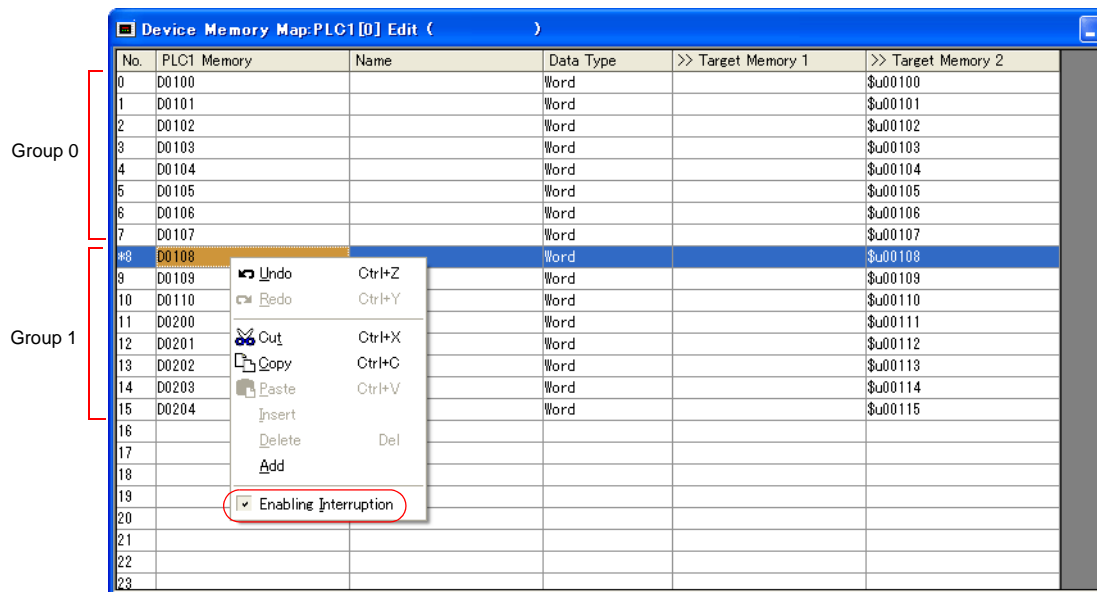 Device Memory Map:PLC1[0] Edit ( )
No. PLC1 Memory Name Data Type >> Target Memory 1 >> Target Memory 2
0 D0100 Word $u00100
1 D0101 Word $u00101
2 D0102 Word $u00102
Group 0 3 D0103 Word $u00103
4 D0104 Word $u00104
5 D0105 Word $u00105
6 D0106 Word $u00106
7 D0107 Word $u00107
*8 D0108 Word $u00108
9 D0109 Word $u00109
10 D0110 Word $u00110
11 D0200 Word $u00111
Group 1 12 D0201 Word $u00112
13 D0202 Word $u00113
14 D0203 Word $u00114
15 D0204 Word $u00115
16
17
18
19
20
21
22
23
Undo Ctrl+Z
Redo Ctrl+Y
Cut Ctrl+X
Copy Ctrl+C
Paste Ctrl+V
Insert
Delete Del
Add
Enabling Interruption